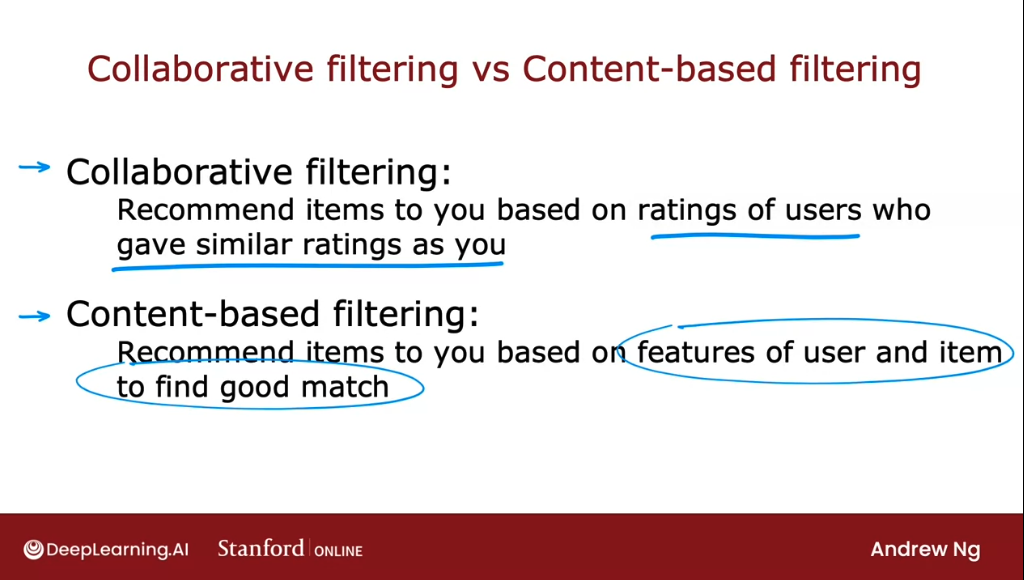 Collaborative filtering vs Content-based filtering
Collaborative filtering:
Recommend items to you based on ratings of users who
gave similar ratings as you
Content-based filtering:
Recommend items to you based on features of user and item
to find good match
DeepLearning.AI
Stanford ONLINE
Andrew Ng